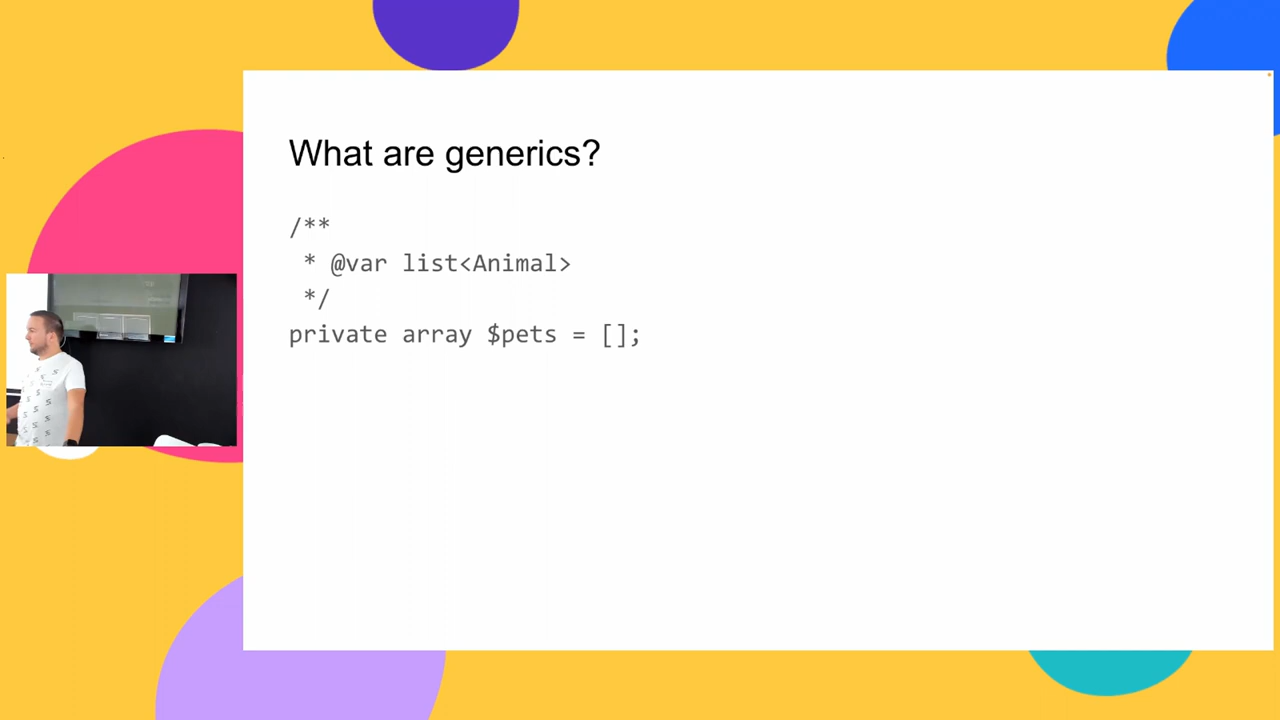 What are generics?
/**
 * @var list<Animal>
 */
private array $pets = [];